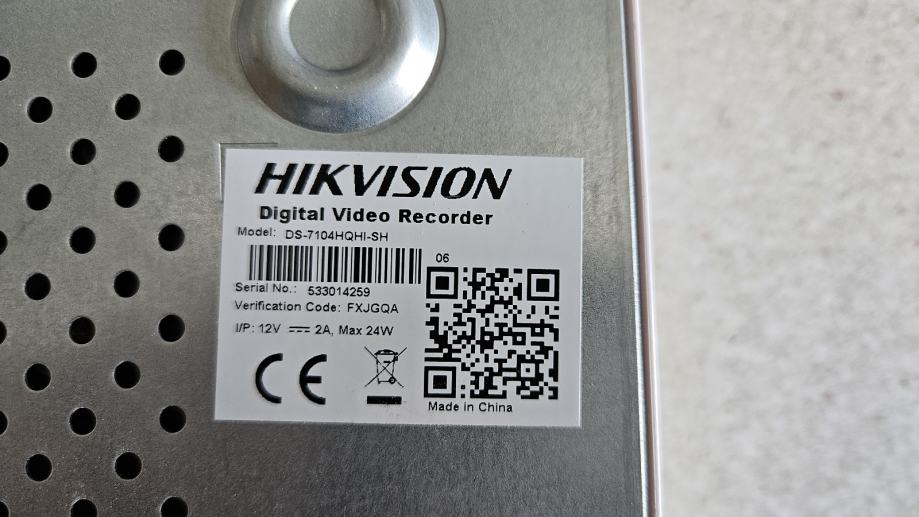 HIKVISION
Digital Video Recorder
Model: DS-7104HQHI-SH
06
Serial No.: 533014259
Verification Code: FXJGQA
I/P: 12V ⎓ 2A, Max 24W
CE
Made in China